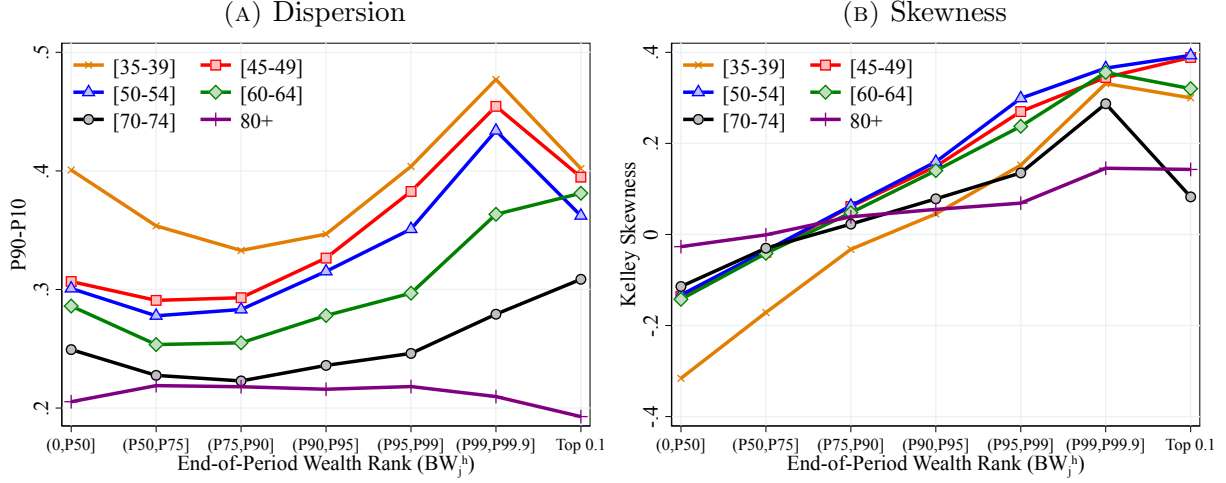 (A) Dispersion
.5
.4
.3
.2
P90-P10
[35-39] [45-49]
[50-54] [60-64]
[70-74] 80+
(0,P50] (P50,P75] (P75,P90] (P90,P95] (P95,P99] (P99,P99.9] Top 0.1
End-of-Period Wealth Rank (BW_j^h)
(B) Skewness
.4
.2
0
-.2
-.4
Kelley Skewness
[35-39] [45-49]
[50-54] [60-64]
[70-74] 80+
(0,P50] (P50,P75] (P75,P90] (P90,P95] (P95,P99] (P99,P99.9] Top 0.1
End-of-Period Wealth Rank (BW_j^h)